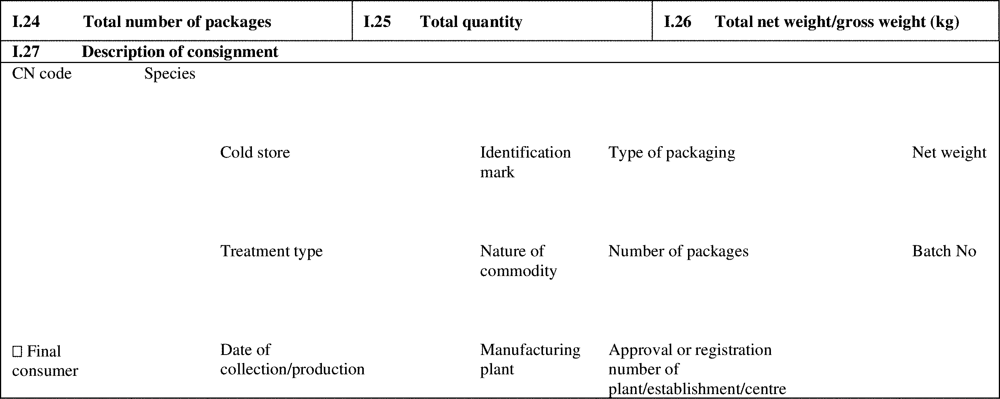 I.24 Total number of packages I.25 Total quantity I.26 Total net weight/gross weight (kg)
I.27 Description of consignment
CN code Species
Cold store Identification Type of packaging Net weight
mark
Treatment type Nature of Number of packages Batch No
commodity
☐ Final Date of Manufacturing Approval or registration
consumer collection/production plant number of
plant/establishment/centre